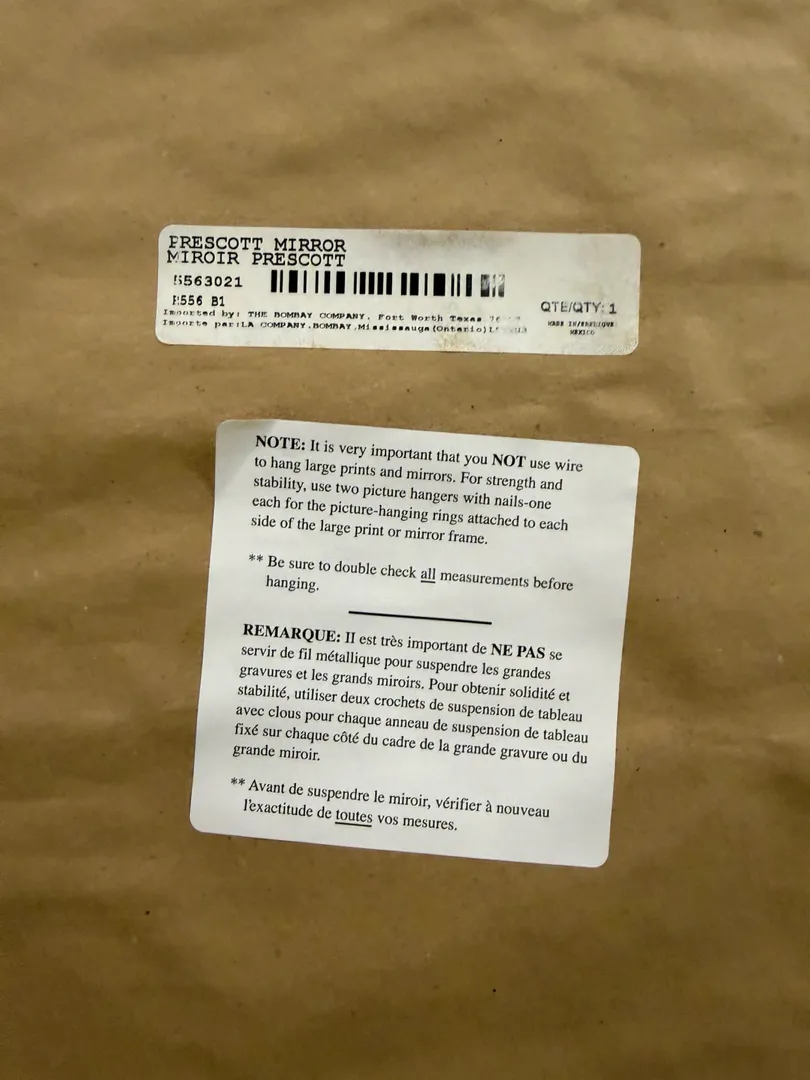 PRESCOTT MIRROR
MIROIR PRESCOTT
5563021
B1
QTE/QTY: 1
Imported by: THE BOMBAY COMPANY. Fort Worth Texas
Importe par:LA COMPANY.BOMBAY.Mississauga(Ontario)
MEXICO
NOTE: It is very important that you NOT use wire
to hang large prints and mirrors. For strength and
stability, use two picture hangers with nails-one
each for the picture-hanging rings attached to each
side of the large print or mirror frame.
** Be sure to double check all measurements before
hanging.
REMARQUE: Il est très important de NE PAS se
servir de fil métallique pour suspendre les grandes
gravures et les grands miroirs. Pour obtenir solidité et
stabilité, utiliser deux crochets de suspension de tableau
avec clous pour chaque anneau de suspension de tableau
fixé sur chaque côté du cadre de la grande gravure ou du
grande miroir.
** Avant de suspendre le miroir, vérifier à nouveau
l'exactitude de toutes vos mesures.